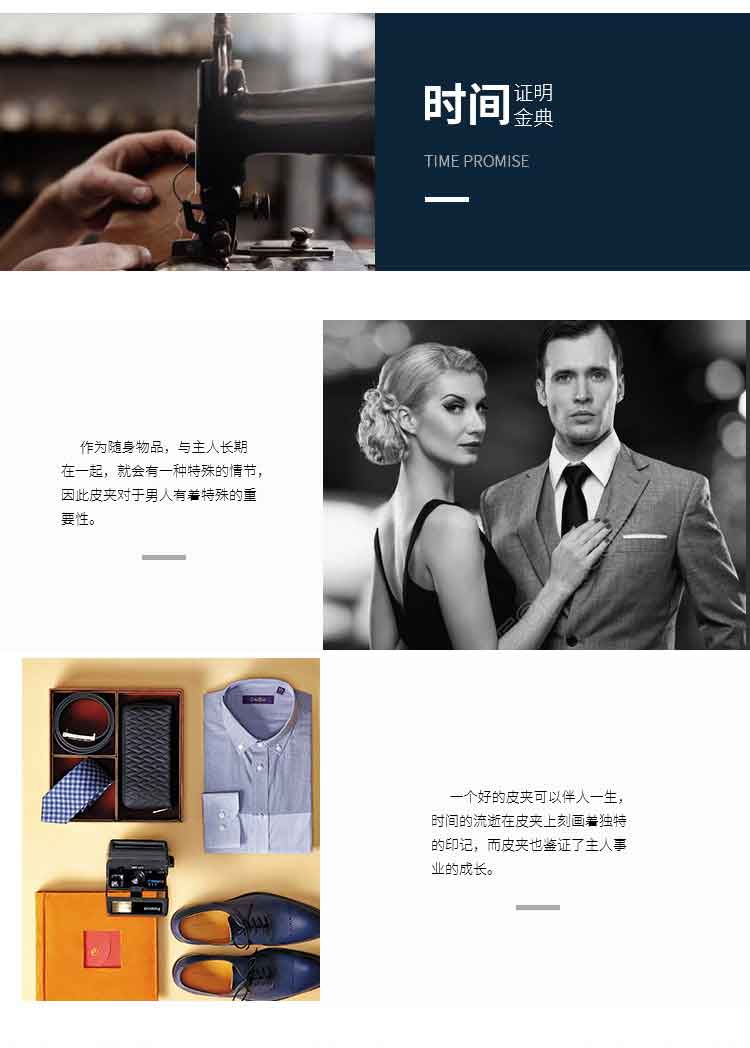 时间 证明
金典
TIME PROMISE
作为随身物品，与主人长期
在一起，就会有一种特殊的情节，
因此皮夹对于男人有着特殊的重
要性。
一个好的皮夹可以伴人一生，
时间的流逝在皮夹上刻画着独特
的印记，而皮夹也鉴证了主人事
业的成长。